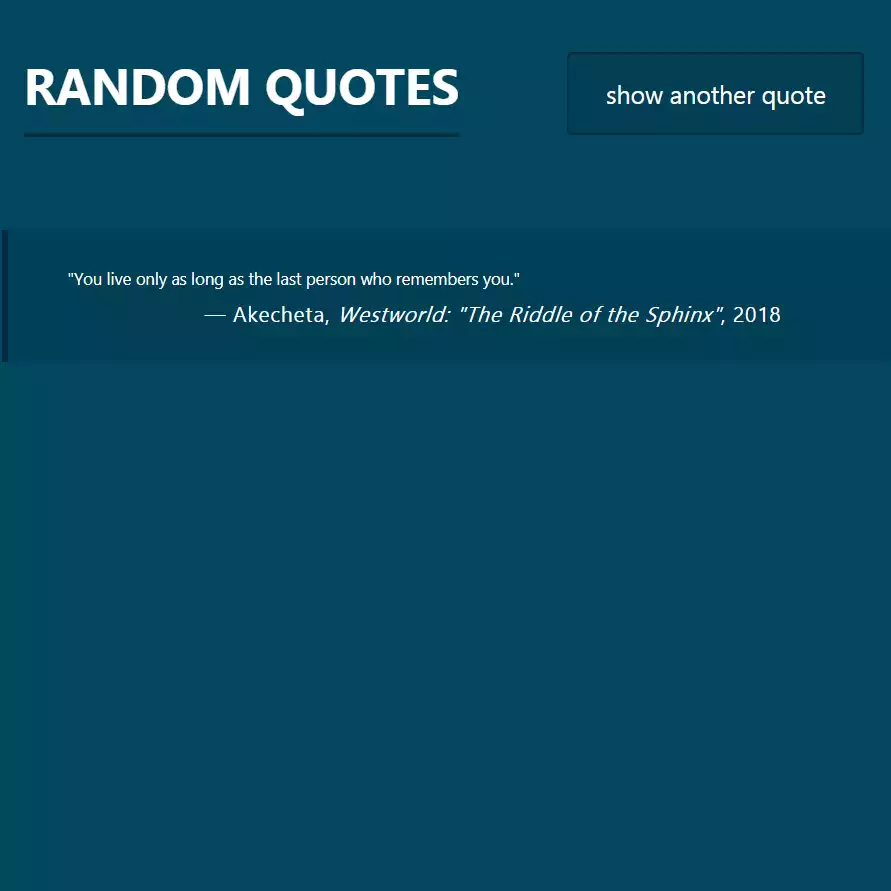 RANDOM QUOTES
show another quote
"You live only as long as the last person who remembers you."
— Akecheta, Westworld: "The Riddle of the Sphinx", 2018